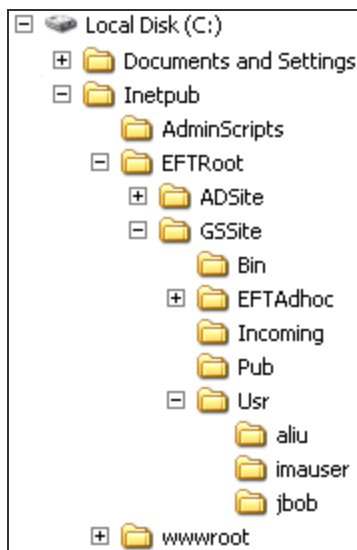 Local Disk (C:)
Documents and Settings
Inetpub
AdminScripts
EFTRoot
ADSite
GSSite
Bin
EFTAdhoc
Incoming
Pub
Usr
aliu
imauser
jbob
wwwroot